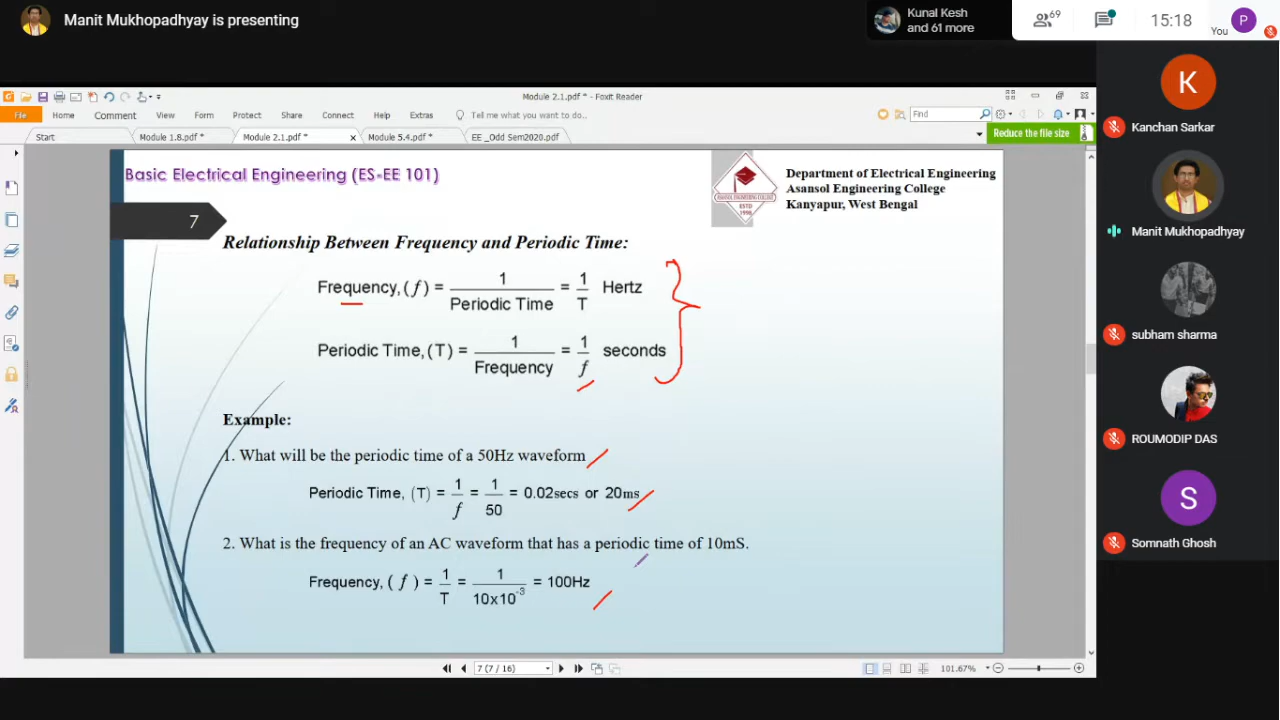 Manit Mukhopadhyay is presenting
Kunal Kesh
and 61 more
69
15:18
You
P
Module 2.1.pdf * - Foxit Reader
File Home Comment View Form Protect Share Connect Help Extras Tell me what you want to do... Find
Start Module 1.8.pdf * Module 2.1.pdf * Module 5.4.pdf * EE _Odd Sem2020.pdf
Reduce the file size
Basic Electrical Engineering (ES-EE 101)
Department of Electrical Engineering
Asansol Engineering College
Kanyapur, West Bengal
ASANSOL ENGINEERING COLLEGE
ESTD
1998
7
Relationship Between Frequency and Periodic Time:
Frequency, (f) = 1 / Periodic Time = 1 / T Hertz
Periodic Time, (T) = 1 / Frequency = 1 / f seconds
Example:
1. What will be the periodic time of a 50Hz waveform
Periodic Time, (T) = 1 / f = 1 / 50 = 0.02secs or 20ms
2. What is the frequency of an AC waveform that has a periodic time of 10mS.
Frequency, (f) = 1 / T = 1 / 10x10⁻³ = 100Hz
7 (7 / 16)
101.67%
K
Kanchan Sarkar
Manit Mukhopadhyay
subham sharma
ROUMODIP DAS
S
Somnath Ghosh